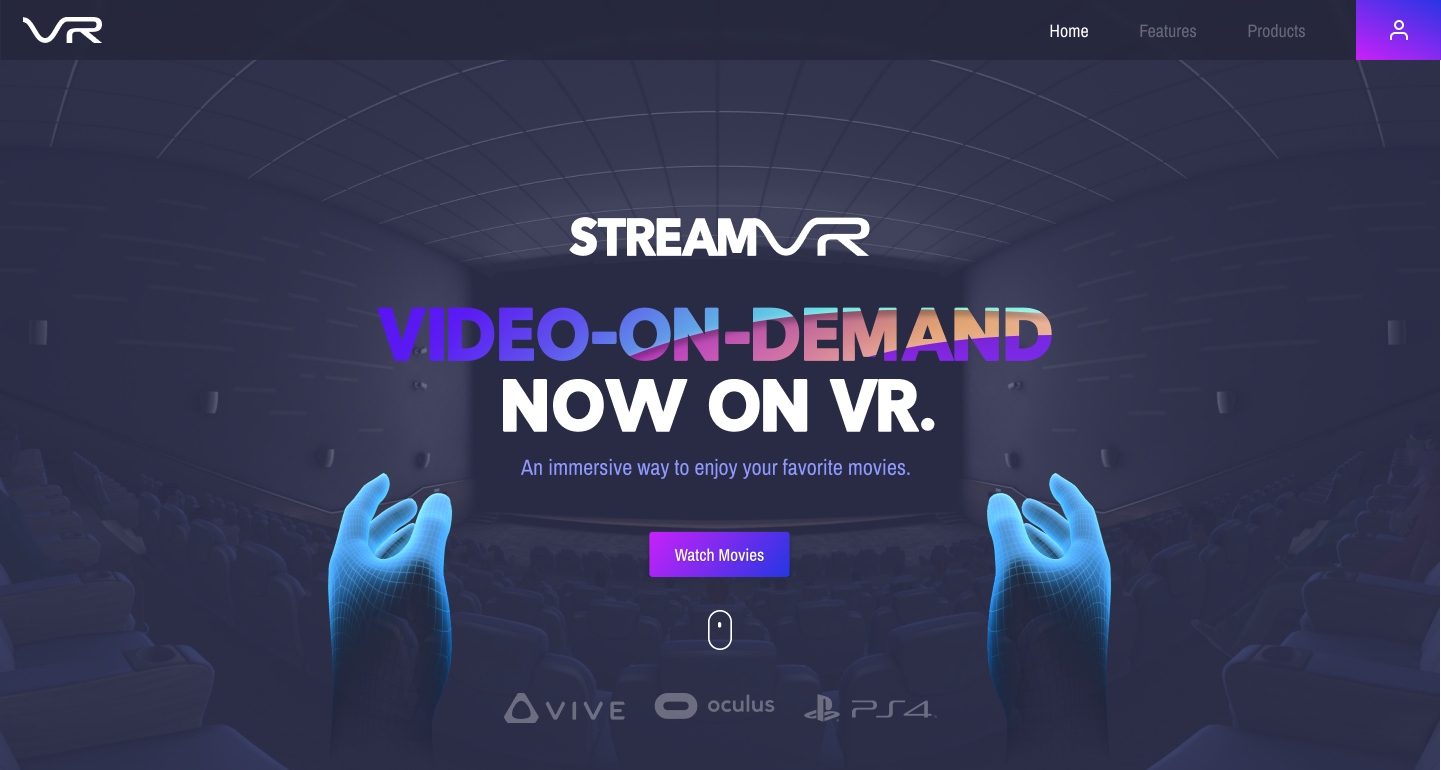 VR
Home
Features
Products
STREAMVR
VIDEO-ON-DEMAND
NOW ON VR.
An immersive way to enjoy your favorite movies.
Watch Movies
VIVE
oculus
PS4